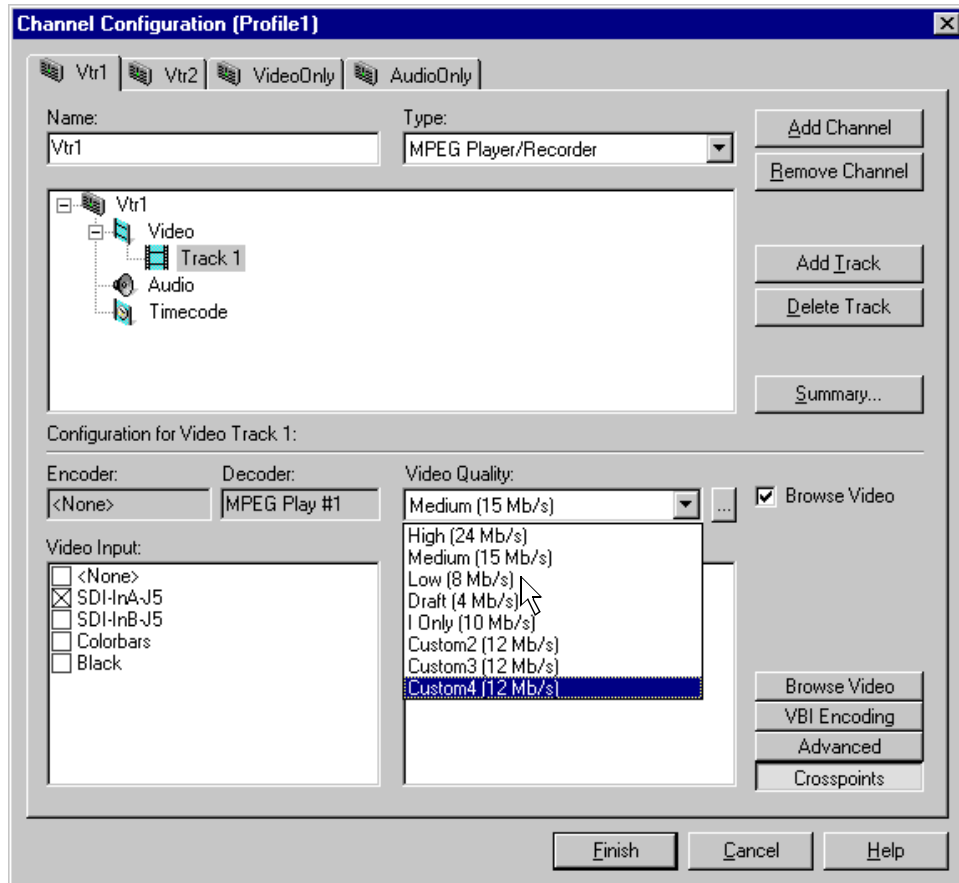 Channel Configuration (Profile1)
Vtr1 Vtr2 VideoOnly AudioOnly
Name:
Type:
Vtr1
MPEG Player/Recorder
Add Channel
Remove Channel
Vtr1
Video
Track 1
Audio
Timecode
Add Track
Delete Track
Summary...
Configuration for Video Track 1:
Encoder:
Decoder:
Video Quality:
<None>
MPEG Play #1
Medium (15 Mb/s)
...
Browse Video
Video Input:
<None>
SDI-InA-J5
SDI-InB-J5
Colorbars
Black
High (24 Mb/s)
Medium (15 Mb/s)
Low (8 Mb/s)
Draft (4 Mb/s)
I Only (10 Mb/s)
Custom2 (12 Mb/s)
Custom3 (12 Mb/s)
Custom4 (12 Mb/s)
Browse Video
VBI Encoding
Advanced
Crosspoints
Finish
Cancel
Help